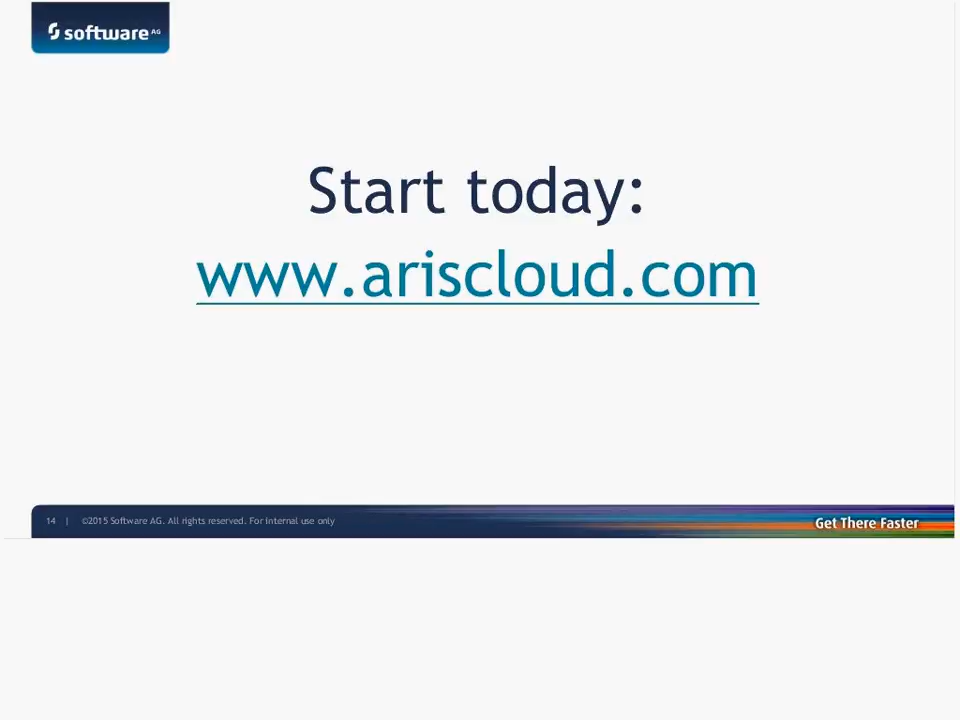 software AG
Start today:
www.ariscloud.com
14 | ©2015 Software AG. All rights reserved. For internal use only
Get There Faster